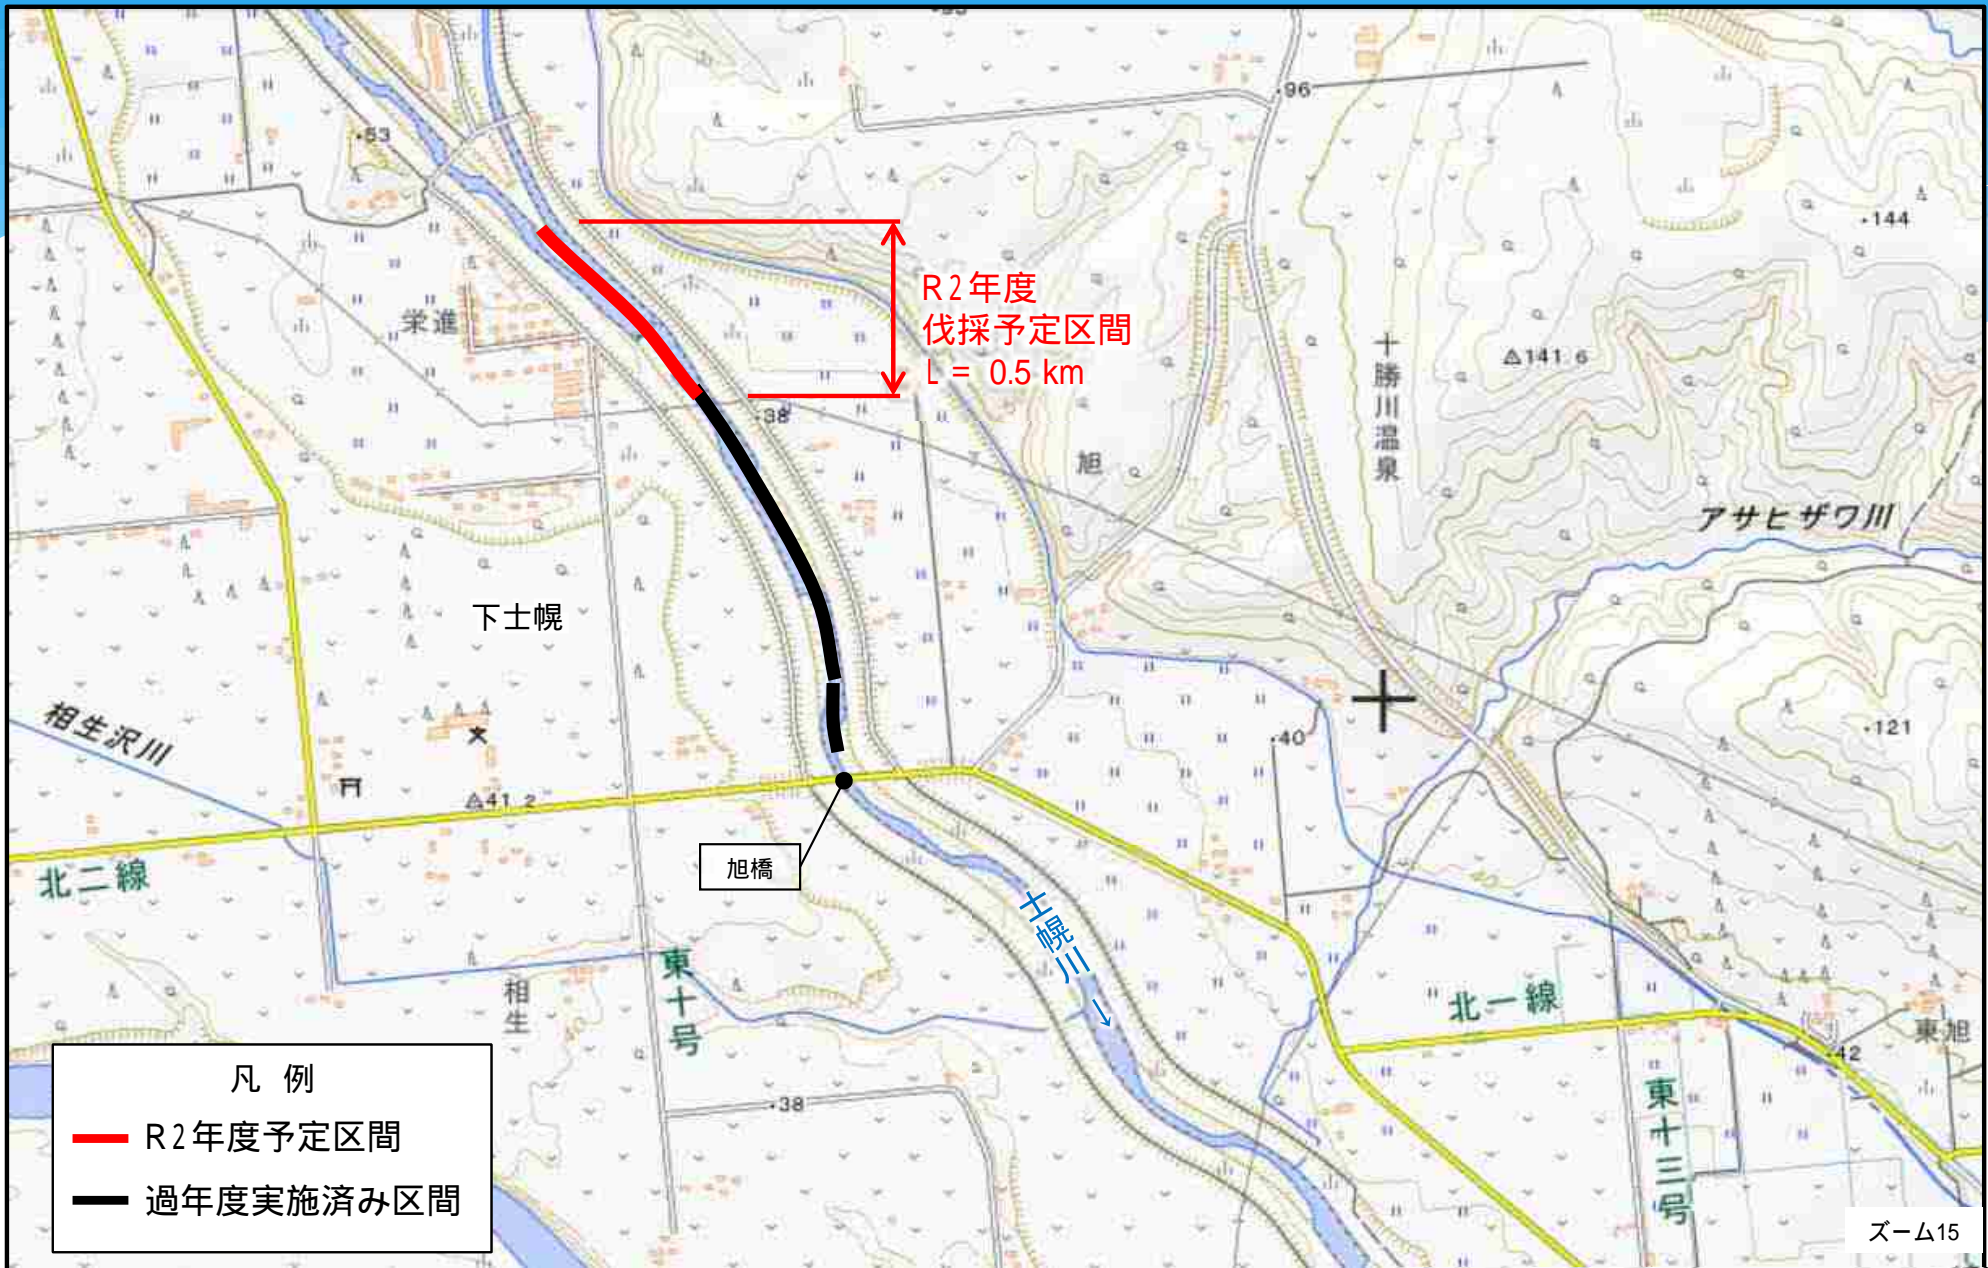 ・53
・96
・144
R2年度
伐採予定区間
L = 0.5 km
栄進
十勝川温泉
△141.6
・38
旭
アサヒザワ川
下士幌
相生沢川
・40
・121
△41.2
旭橋
北二線
士幌川→
東十号
相生
北一線
東旭
・42
東十三号
・38
40
40
凡 例
R2年度予定区間
過年度実施済み区間
ズーム15